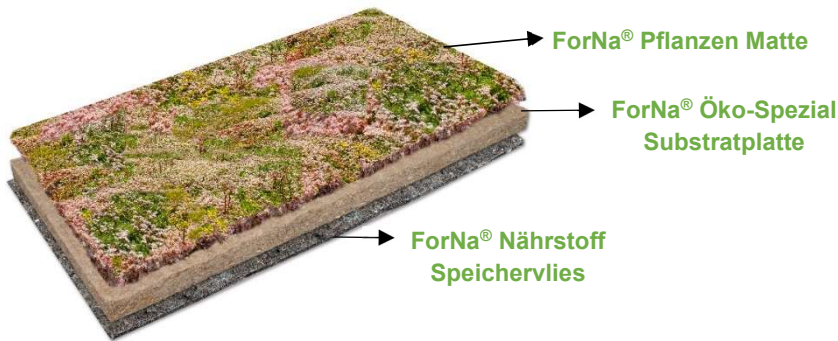 ForNa® Pflanzen Matte
ForNa® Öko-Spezial
Substratplatte
ForNa® Nährstoff
Speichervlies